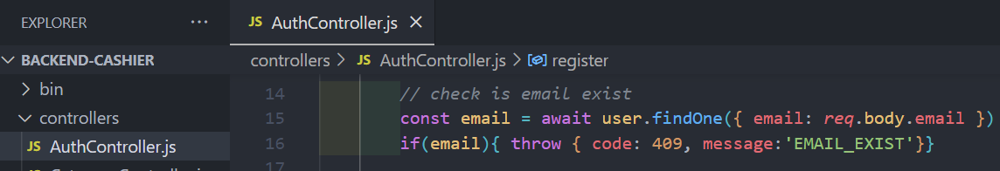 EXPLORER ...
JS AuthController.js ×
BACKEND-CASHIER
controllers > JS AuthController.js > register
bin
controllers
JS AuthController.js
14 // check is email exist
15 const email = await user.findOne({ email: req.body.email })
16 if(email){ throw { code: 409, message:'EMAIL_EXIST'}}